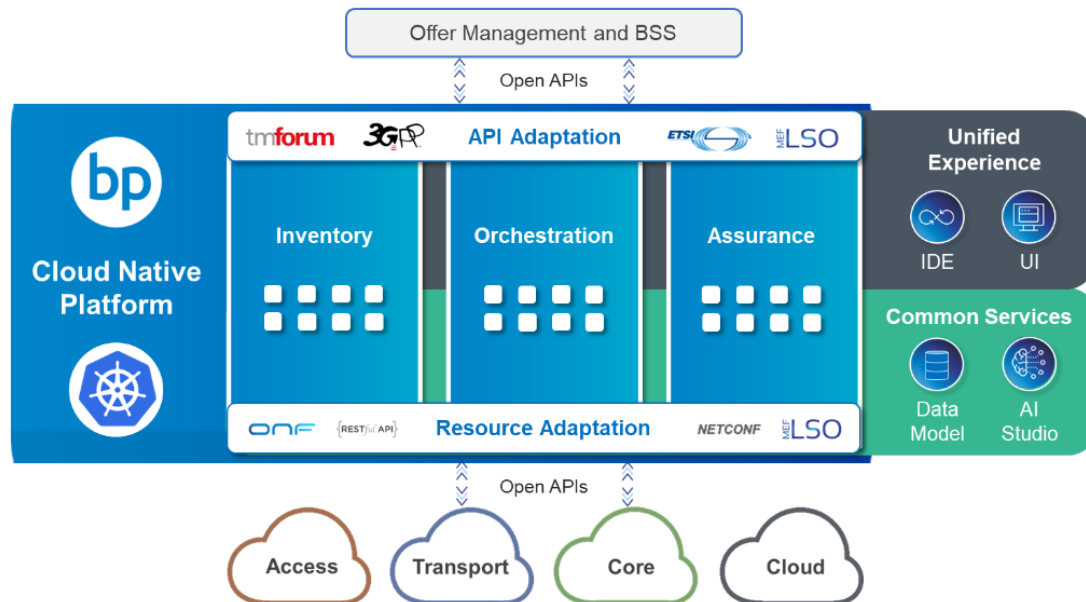 Offer Management and BSS
Open APIs
tmforum
3GPP
API Adaptation
ETSI
MEF LSO
Unified
Experience
bp
Inventory
Orchestration
Assurance
IDE
UI
Cloud Native
Platform
Common Services
Data
Model
AI
Studio
ONF
{RESTful API}
Resource Adaptation
NETCONF
MEF LSO
Open APIs
Access
Transport
Core
Cloud